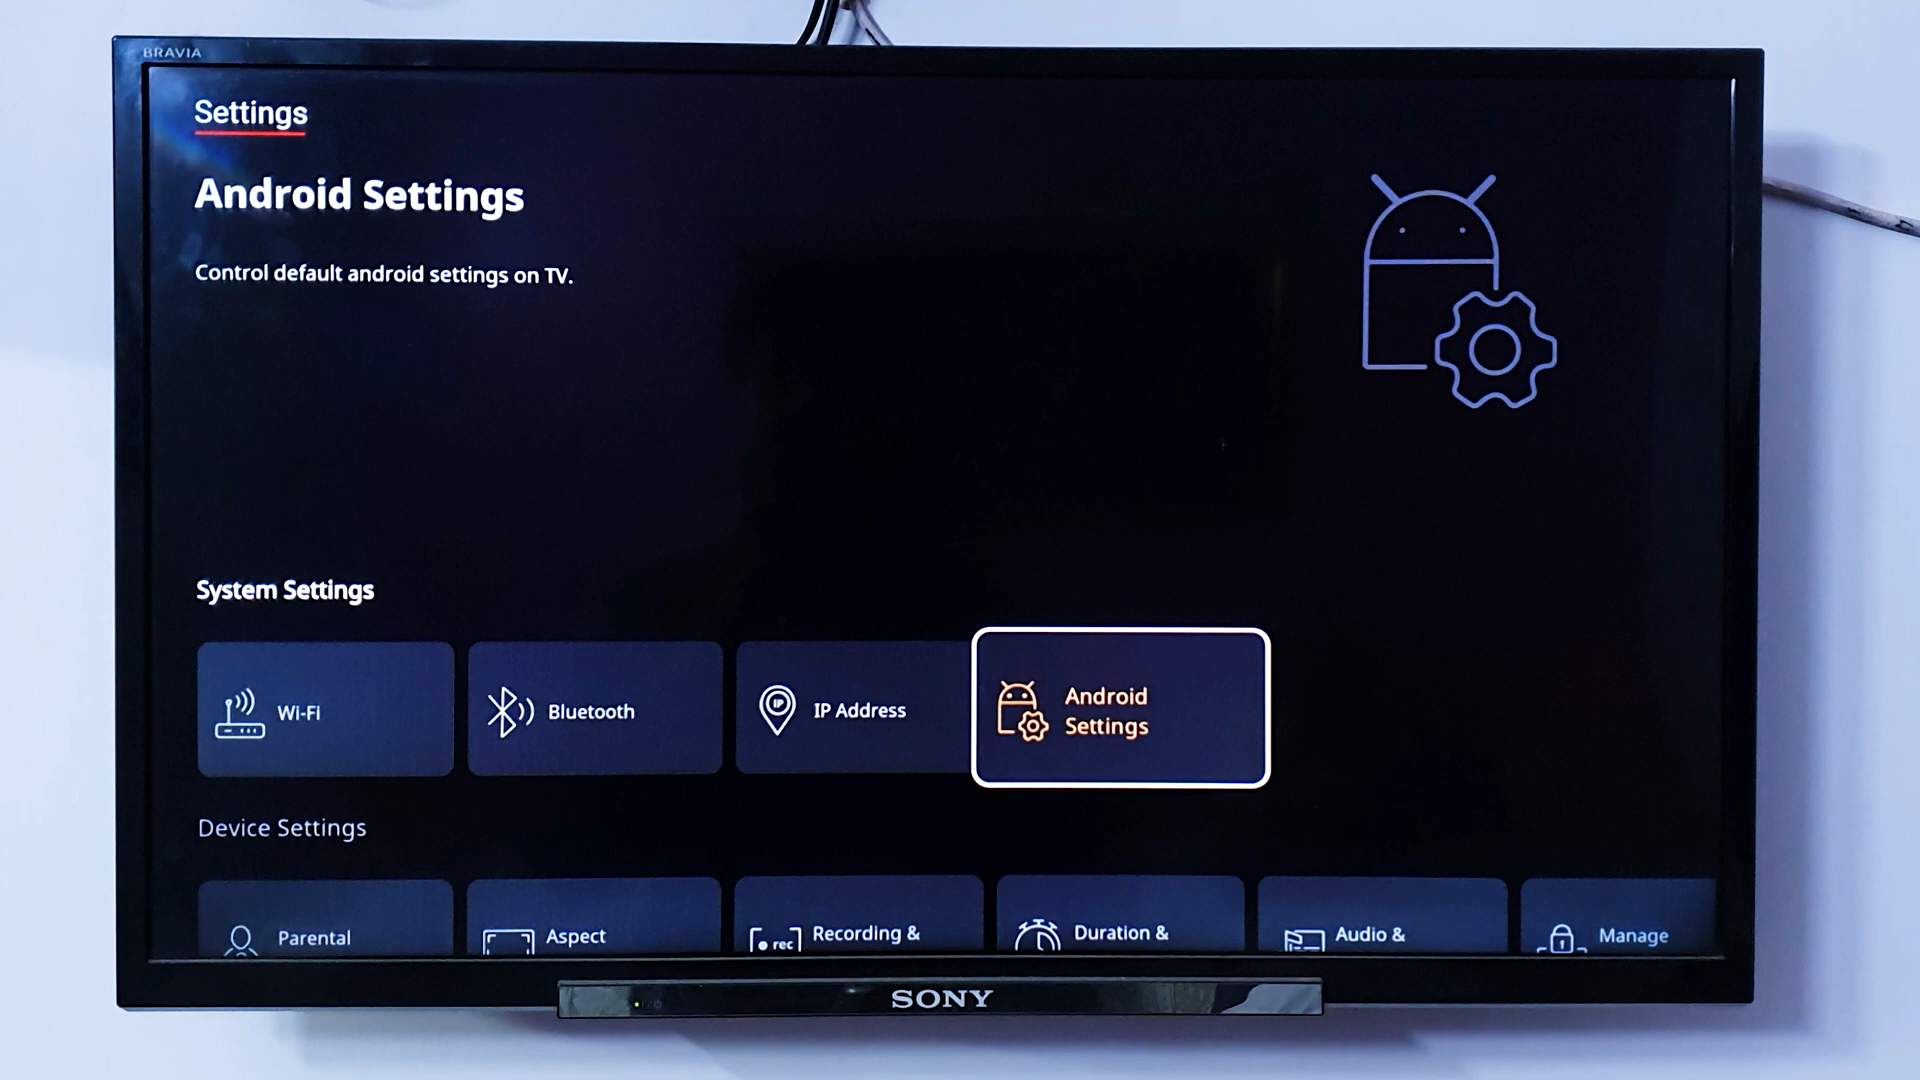 BRAVIA
Settings
Android Settings
Control default android settings on TV.
System Settings
Wi-Fi
Bluetooth
IP
IP Address
Android
Settings
Device Settings
Parental
Aspect
rec
Recording &
Duration &
Audio &
Manage
SONY